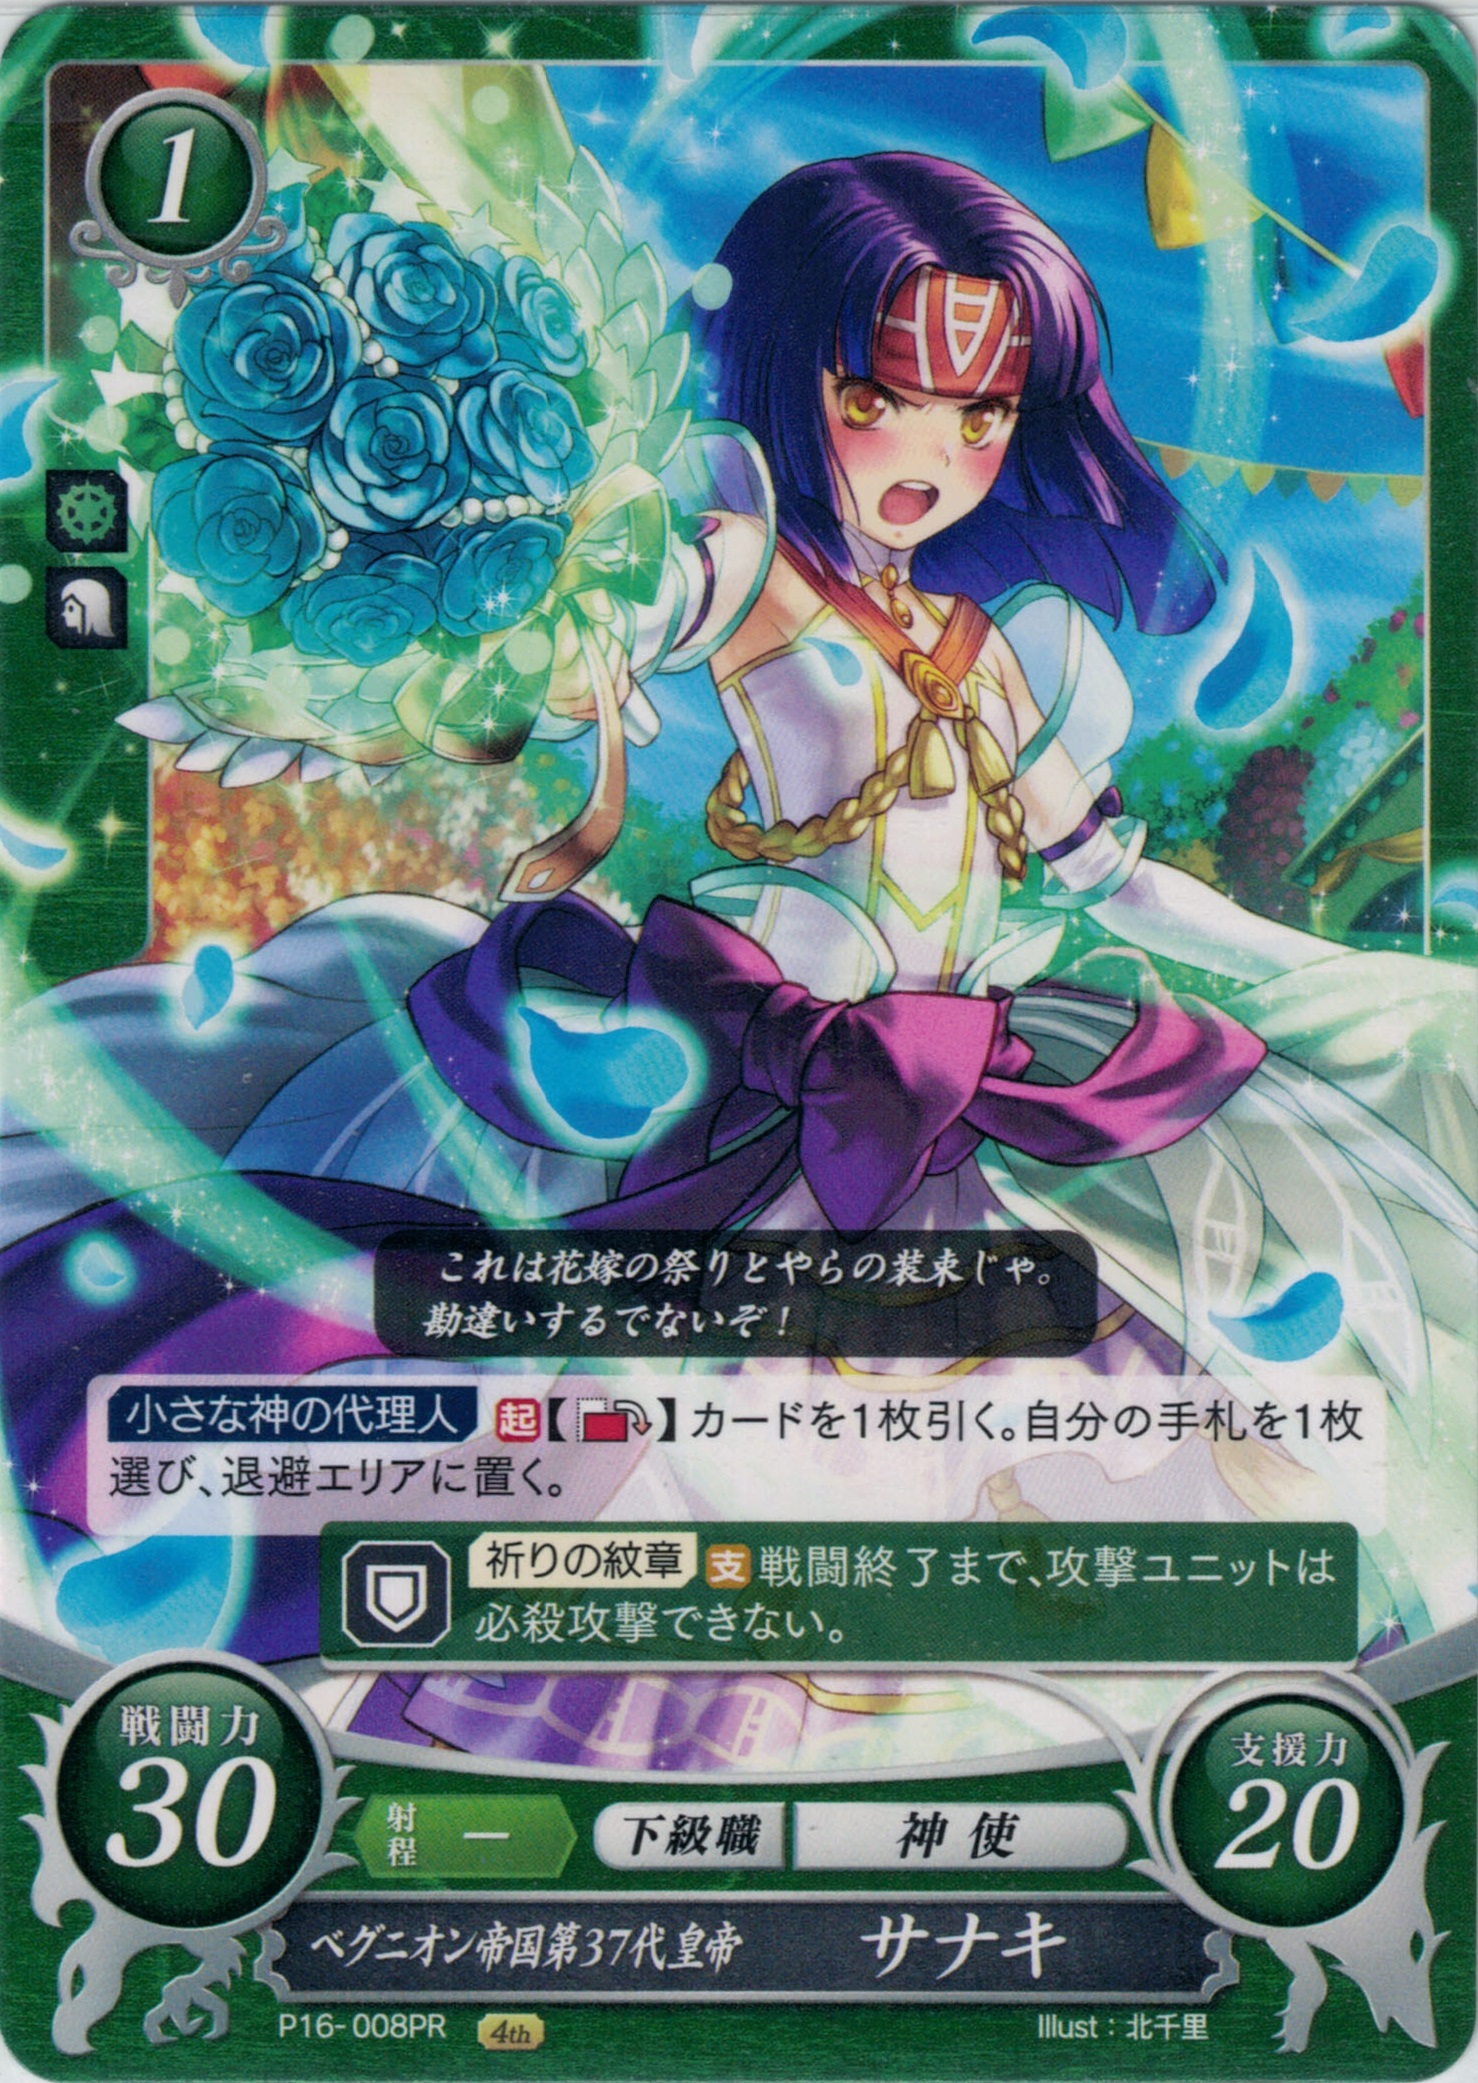 1
これは花嫁の祭りとやらの装束じゃ。
勘違いするでないぞ！
小さな神の代理人 起【 】カードを1枚引く。自分の手札を1枚
選び、退避エリアに置く。
祈りの紋章 支 戦闘終了まで、攻撃ユニットは
必殺攻撃できない。
戦闘力
30
射程 ー
下級職
神使
支援力
20
ベグニオン帝国第37代皇帝 サナキ
P16-008PR 4th
Illust：北千里